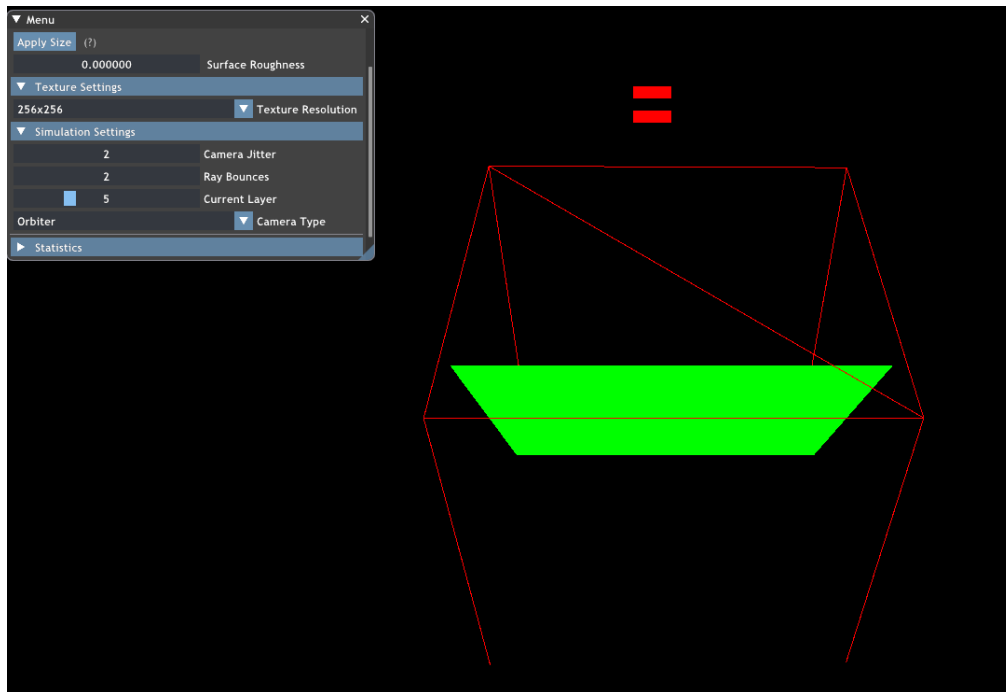 Menu
Apply Size (?)
0.000000 Surface Roughness
Texture Settings
256x256 Texture Resolution
Simulation Settings
2 Camera Jitter
2 Ray Bounces
5 Current Layer
Orbiter Camera Type
Statistics